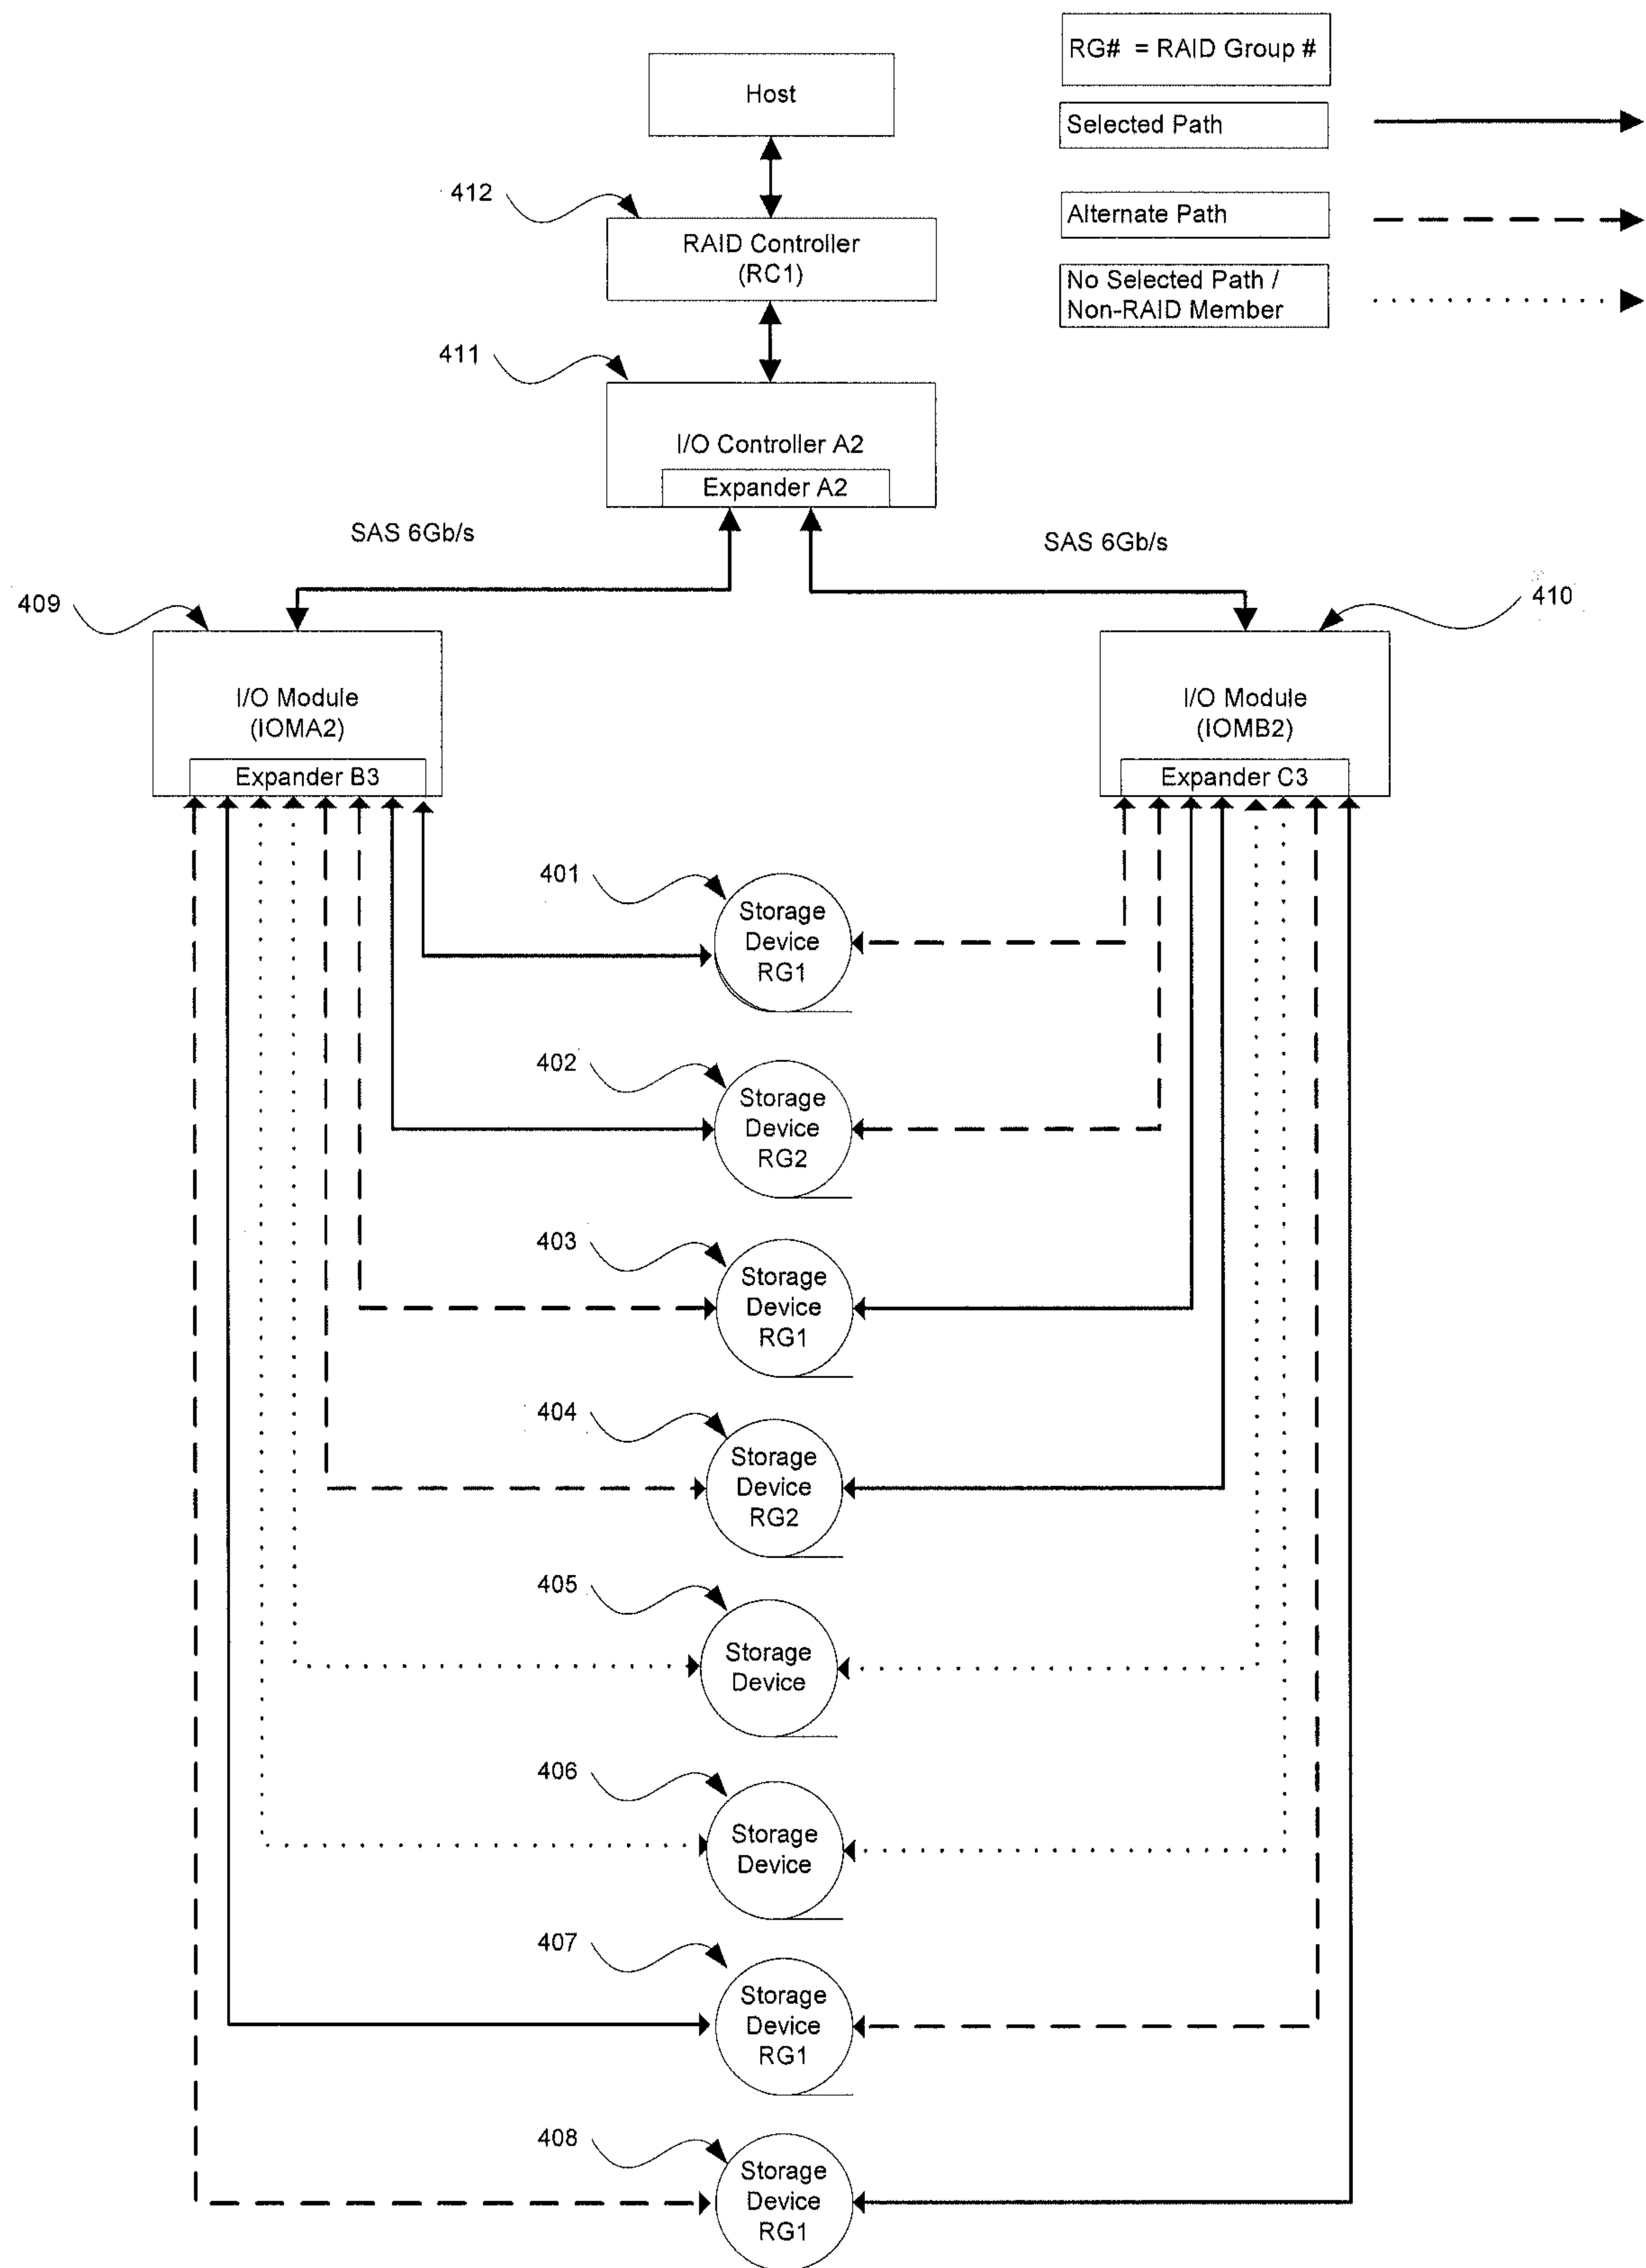 RG# = RAID Group #
Host
Selected Path
412
Alternate Path
RAID Controller
(RC1)
No Selected Path /
Non-RAID Member
411
I/O Controller A2
Expander A2
SAS 6Gb/s
SAS 6Gb/s
409
410
I/O Module
(IOMA2)
Expander B3
I/O Module
(IOMB2)
Expander C3
401
Storage
Device
RG1
402
Storage
Device
RG2
403
Storage
Device
RG1
404
Storage
Device
RG2
405
Storage
Device
406
Storage
Device
407
Storage
Device
RG1
408
Storage
Device
RG1